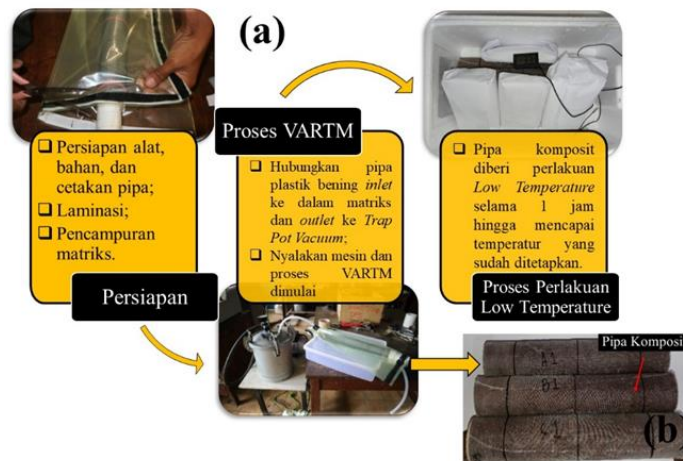 (a)
Persiapan alat,
bahan, dan
cetakan pipa;
Laminasi;
Pencampuran
matriks.
Persiapan
Proses VARTM
Hubungkan pipa
plastik bening inlet
ke dalam matriks
dan outlet ke Trap
Pot Vacuum;
Nyalakan mesin dan
proses VARTM
dimulai
Pipa komposit
diberi perlakuan
Low Temperature
selama 1 jam
hingga mencapai
temperatur yang
sudah ditetapkan.
Proses Perlakuan
Low Temperature
Pipa Komposit
B1
(b)